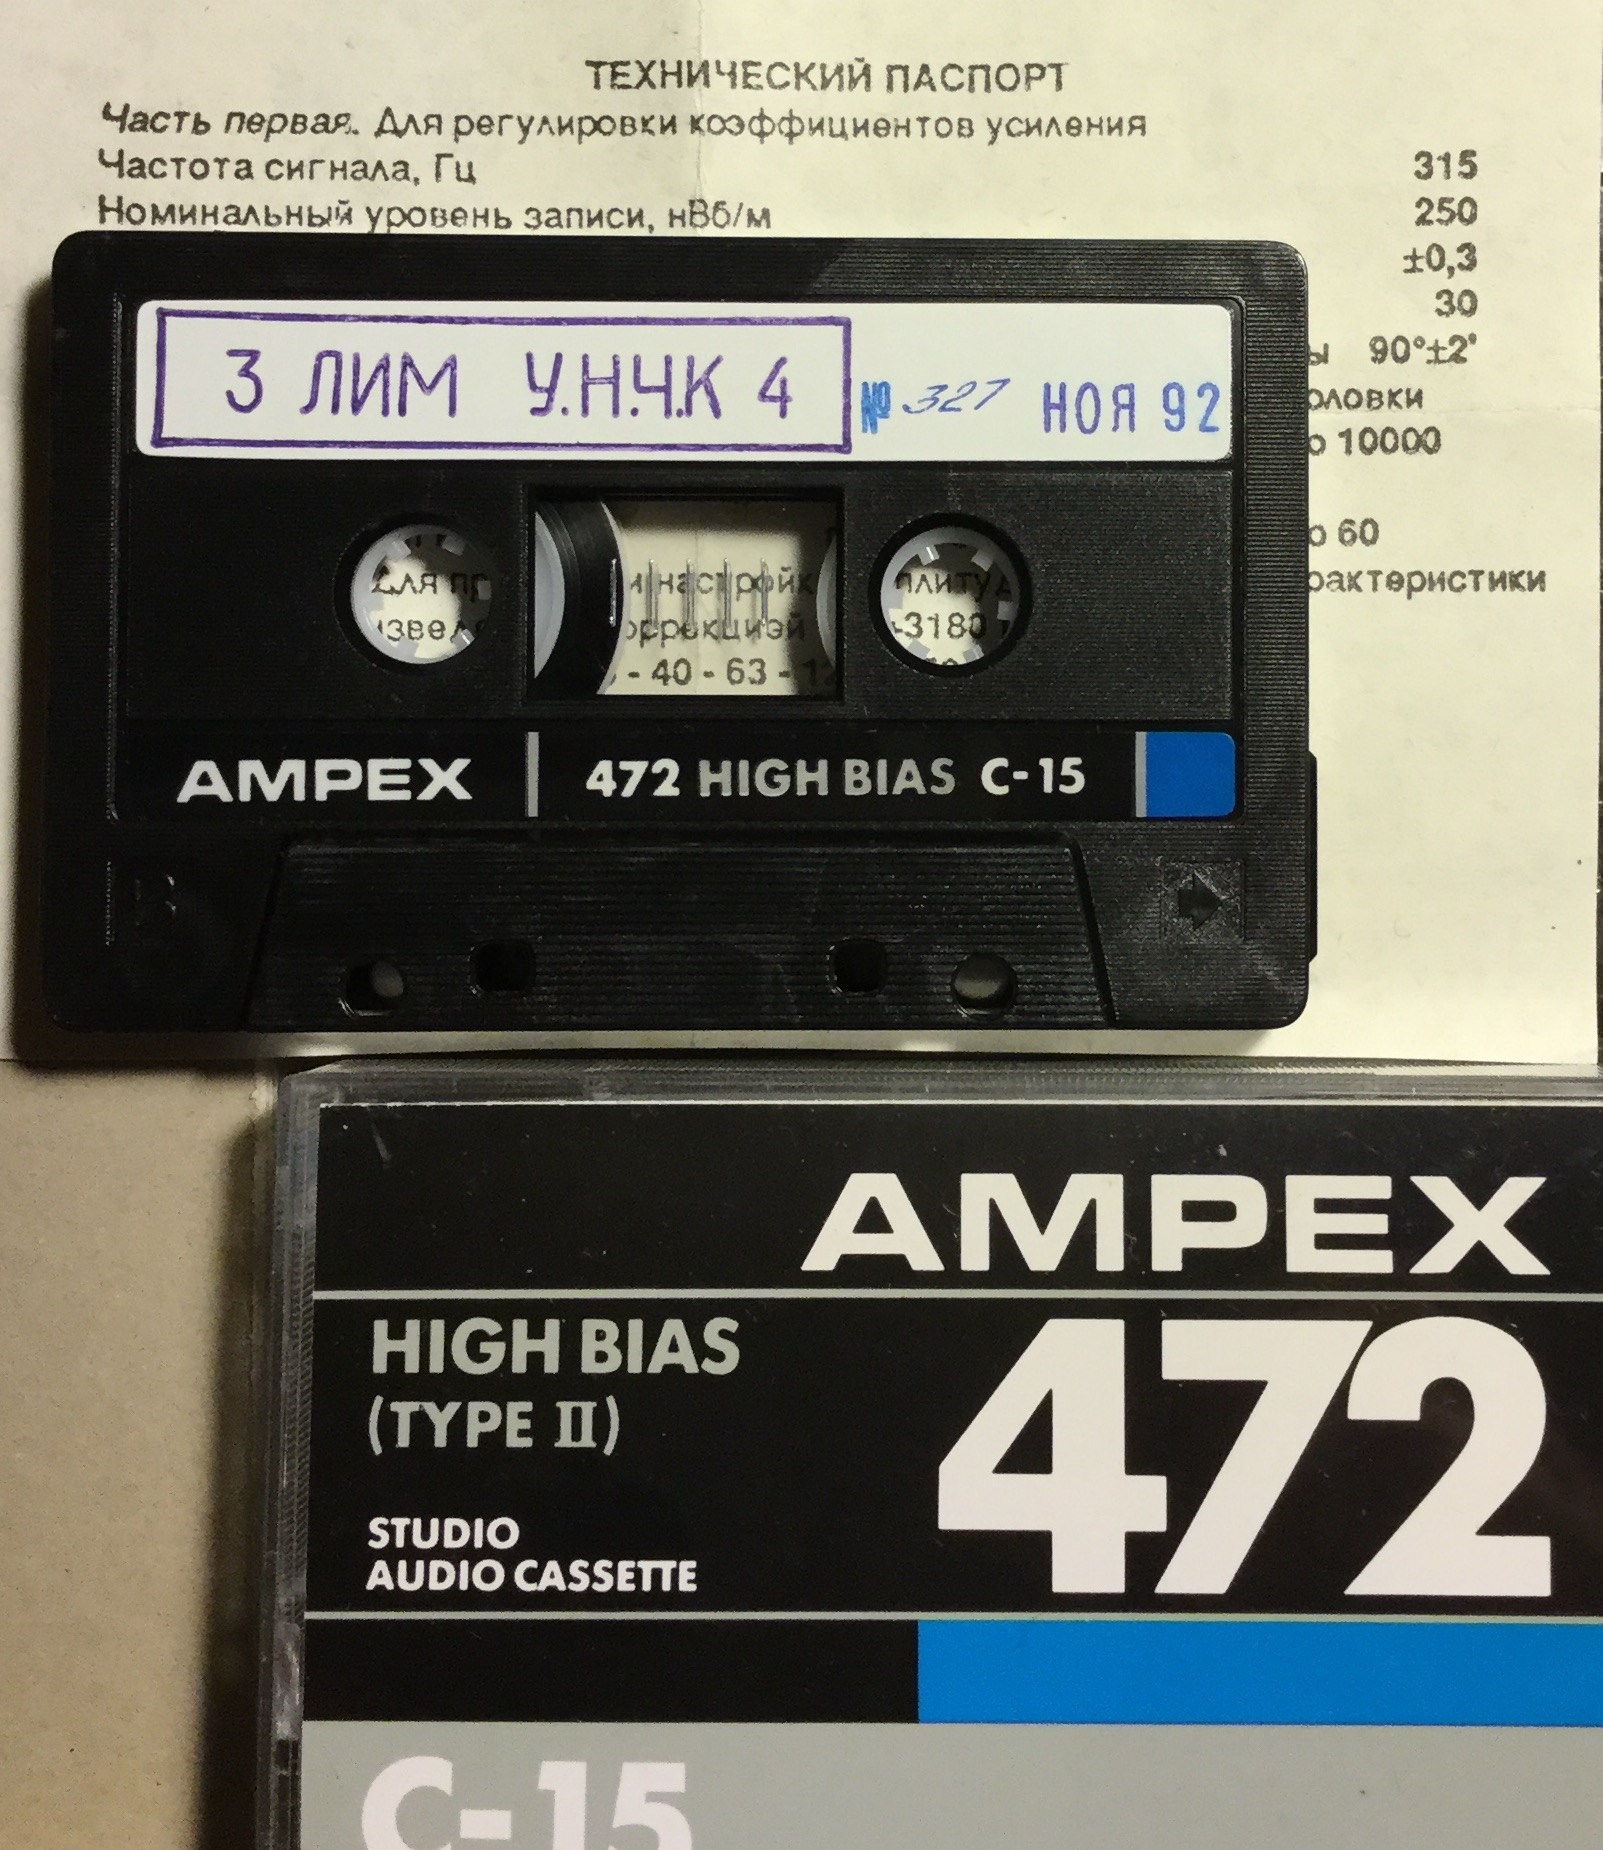 ТЕХНИЧЕСКИЙ ПАСПОРТ
Часть первая. Для регулировки коэффициентов усиления
Частота сигнала, Гц 315
Номинальный уровень записи, нВб/м 250
±0,3
30
90°±2'
10000
60
3 ЛИМ У.Н.Ч.К 4 № 327 НОЯ 92
Для
- 40 - 63 -
-3180
AMPEX 472 HIGH BIAS C-15
AMPEX
HIGH BIAS 472
(TYPE II)
STUDIO
AUDIO CASSETTE
C-15